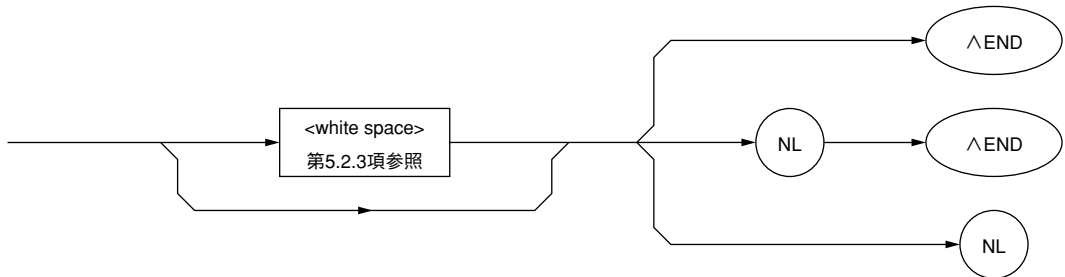 ∧END
<white space>
第5.2.3項参照
NL
∧END
NL